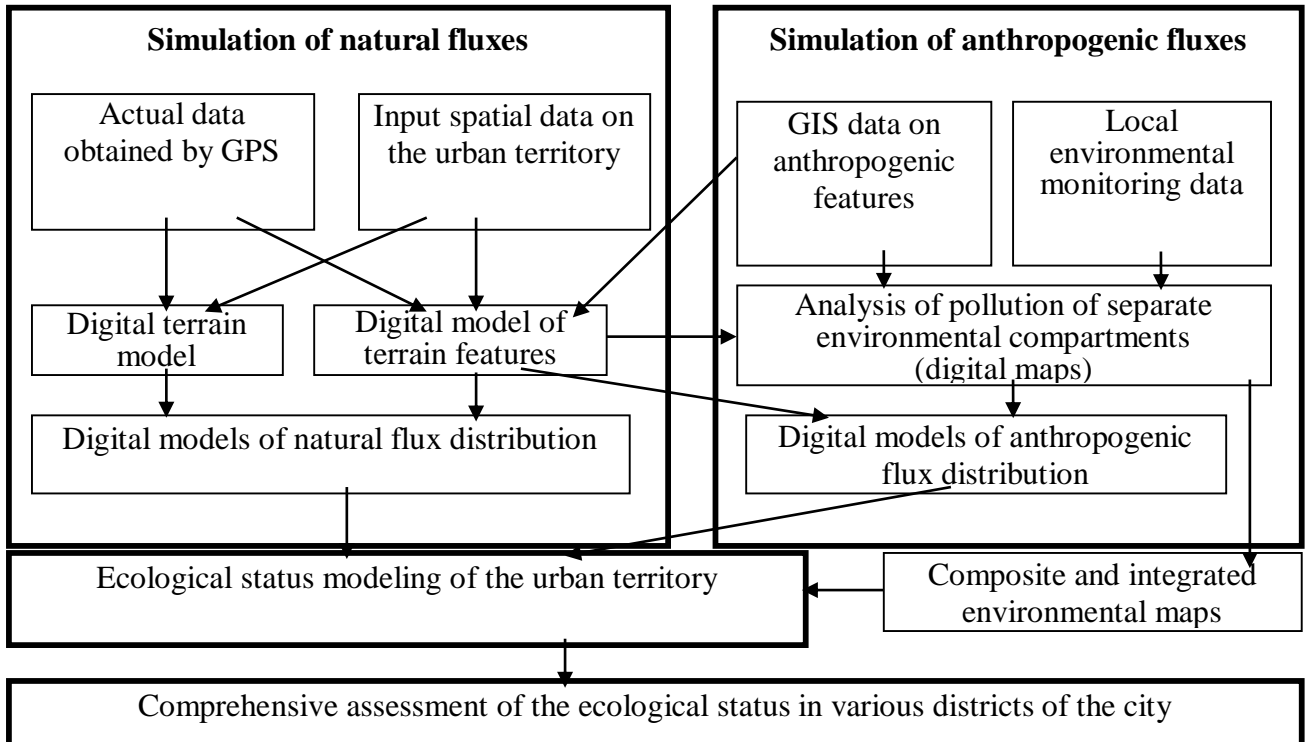 Simulation of natural fluxes
Actual data
obtained by GPS
Input spatial data on
the urban territory
Digital terrain
model
Digital model of
terrain features
Digital models of natural flux distribution
Simulation of anthropogenic fluxes
GIS data on
anthropogenic
features
Local
environmental
monitoring data
Analysis of pollution of separate
environmental compartments
(digital maps)
Digital models of anthropogenic
flux distribution
Ecological status modeling of the urban territory
Composite and integrated
environmental maps
Comprehensive assessment of the ecological status in various districts of the city